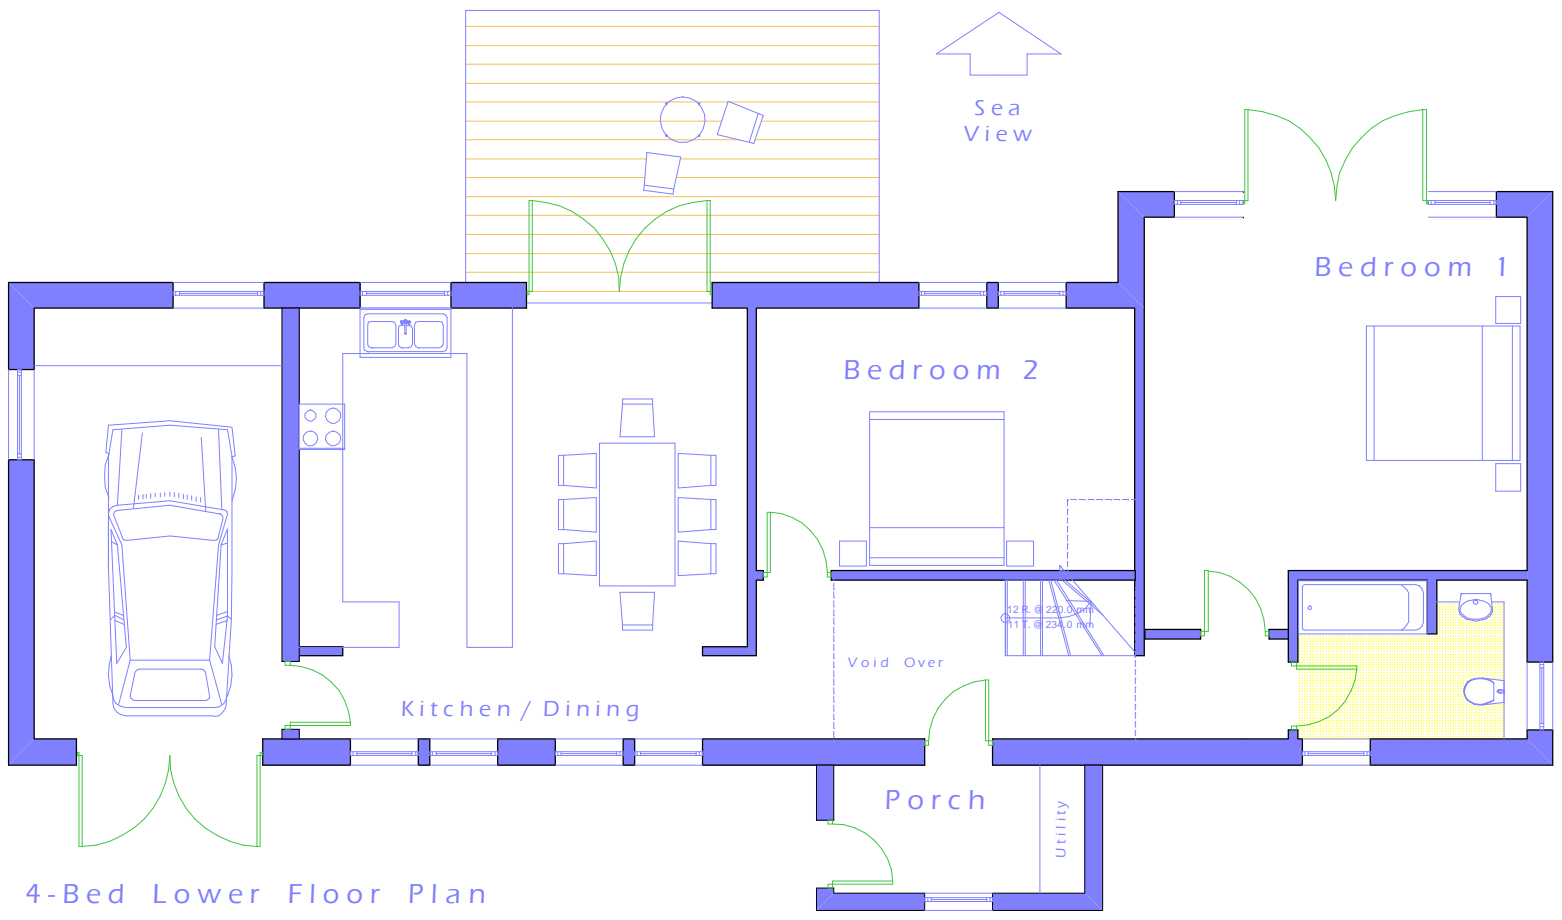 Sea
View
Bedroom 1
Bedroom 2
12 R. @ 220.0 mm
11 T. @ 234.0 mm
Void Over
Kitchen / Dining
Porch
Utility
4-Bed Lower Floor Plan